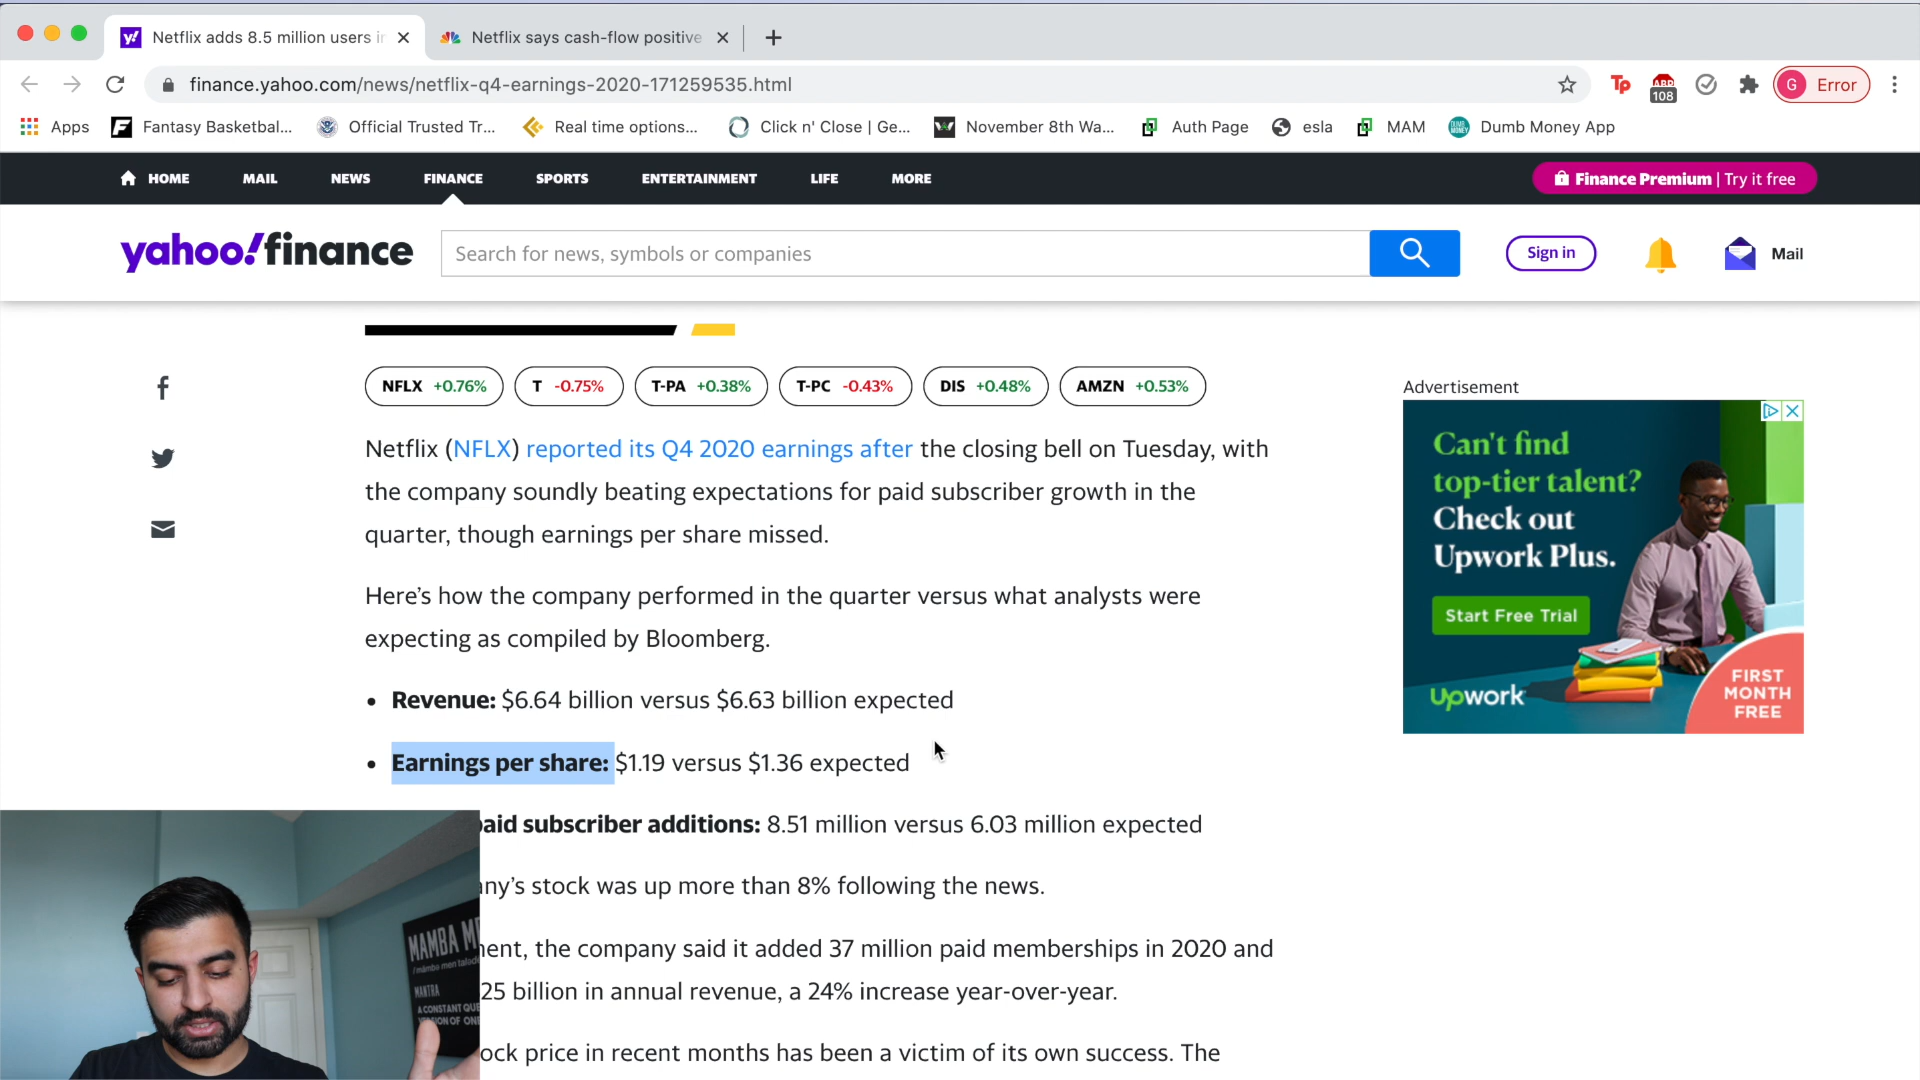 Netflix adds 8.5 million users in
Netflix says cash-flow positive
finance.yahoo.com/news/netflix-q4-earnings-2020-171259535.html
Tp
ABP
108
G Error
Apps
Fantasy Basketbal...
Official Trusted Tr...
Real time options...
Click n' Close | Ge...
November 8th Wa...
Auth Page
esla
MAM
Dumb Money App
HOME
MAIL
NEWS
FINANCE
SPORTS
ENTERTAINMENT
LIFE
MORE
Finance Premium | Try it free
yahoo!finance
Search for news, symbols or companies
Sign in
Mail
NFLX +0.76%
T -0.75%
T-PA +0.38%
T-PC -0.43%
DIS +0.48%
AMZN +0.53%
Netflix (NFLX) reported its Q4 2020 earnings after the closing bell on Tuesday, with
the company soundly beating expectations for paid subscriber growth in the
quarter, though earnings per share missed.
Here's how the company performed in the quarter versus what analysts were
expecting as compiled by Bloomberg.
• Revenue: $6.64 billion versus $6.63 billion expected
• Earnings per share: $1.19 versus $1.36 expected
paid subscriber additions: 8.51 million versus 6.03 million expected
ny's stock was up more than 8% following the news.
ent, the company said it added 37 million paid memberships in 2020 and
25 billion in annual revenue, a 24% increase year-over-year.
ock price in recent months has been a victim of its own success. The
Advertisement
Can't find
top-tier talent?
Check out
Upwork Plus.
Start Free Trial
upwork
FIRST
MONTH
FREE
MAMBA ME
MANTRA
A CONSTANT QUE
VERSION OF ONE